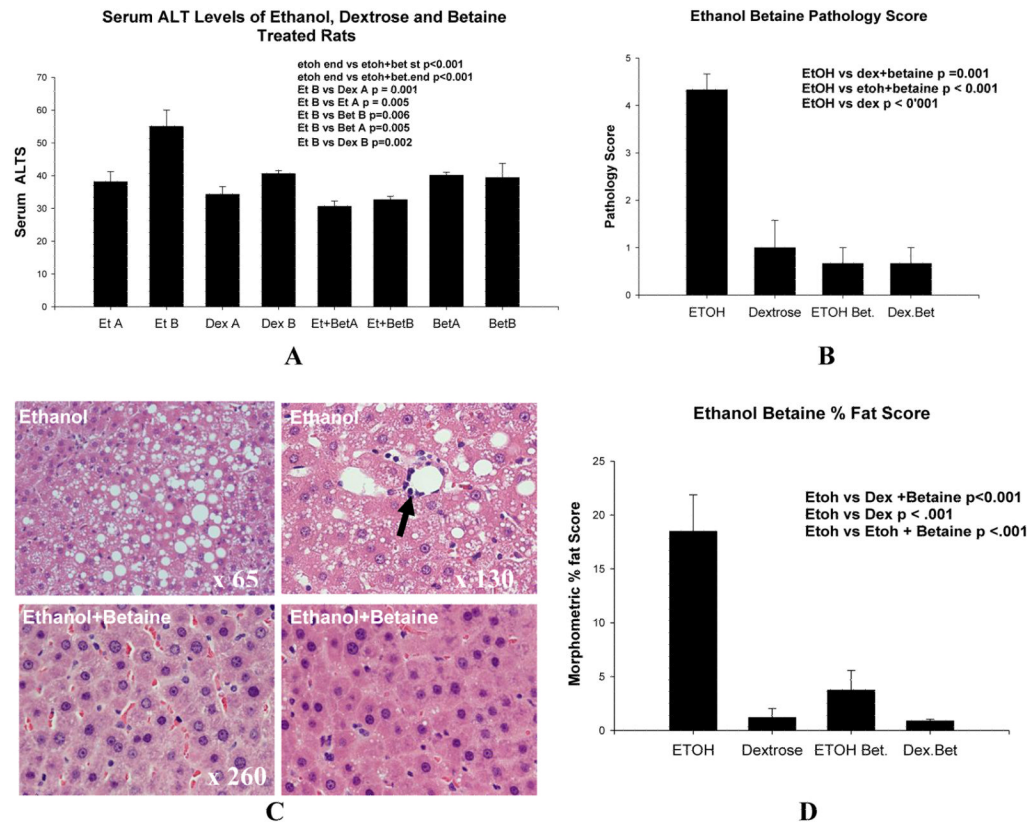 Serum ALT Levels of Ethanol, Dextrose and Betaine
Treated Rats
etoh end vs etoh+bet st p<0.001
etoh end vs etoh+bet.end p<0.001
Et B vs Dex A p = 0.001
Et B vs Et A p = 0.005
Et B vs Bet B p=0.006
Et B vs Bet A p=0.005
Et B vs Dex B p=0.002
Serum ALTS
70
60
50
40
30
20
10
0
Et A Et B Dex A Dex B Et+BetA Et+BetB BetA BetB
A
Ethanol Betaine Pathology Score
EtOH vs dex+betaine p =0.001
EtOH vs etoh+betaine p < 0.001
EtOH vs dex p < 0'001
Pathology Score
5
4
3
2
1
0
ETOH Dextrose ETOH Bet. Dex.Bet
B
Ethanol
x 65
Ethanol
x 130
Ethanol+Betaine
x 260
Ethanol+Betaine
C
Ethanol Betaine % Fat Score
Etoh vs Dex +Betaine p<0.001
Etoh vs Dex p < .001
Etoh vs Etoh + Betaine p <.001
Morphometric % fat Score
25
20
15
10
5
0
ETOH Dextrose ETOH Bet. Dex.Bet
D